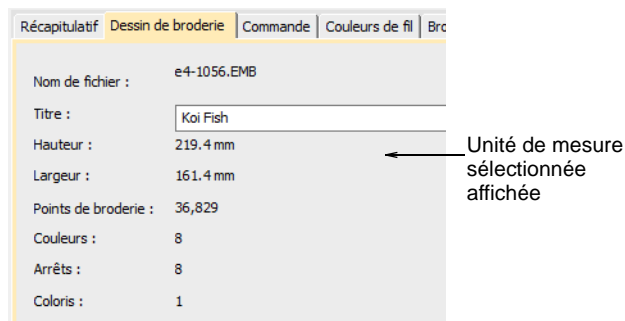 Récapitulatif Dessin de broderie Commande Couleurs de fil
Nom de fichier : e4-1056.EMB
Titre : Koi Fish
Hauteur : 219.4 mm
Largeur : 161.4 mm
Points de broderie : 36,829
Couleurs : 8
Arrêts : 8
Coloris : 1
Unité de mesure
sélectionnée
affichée